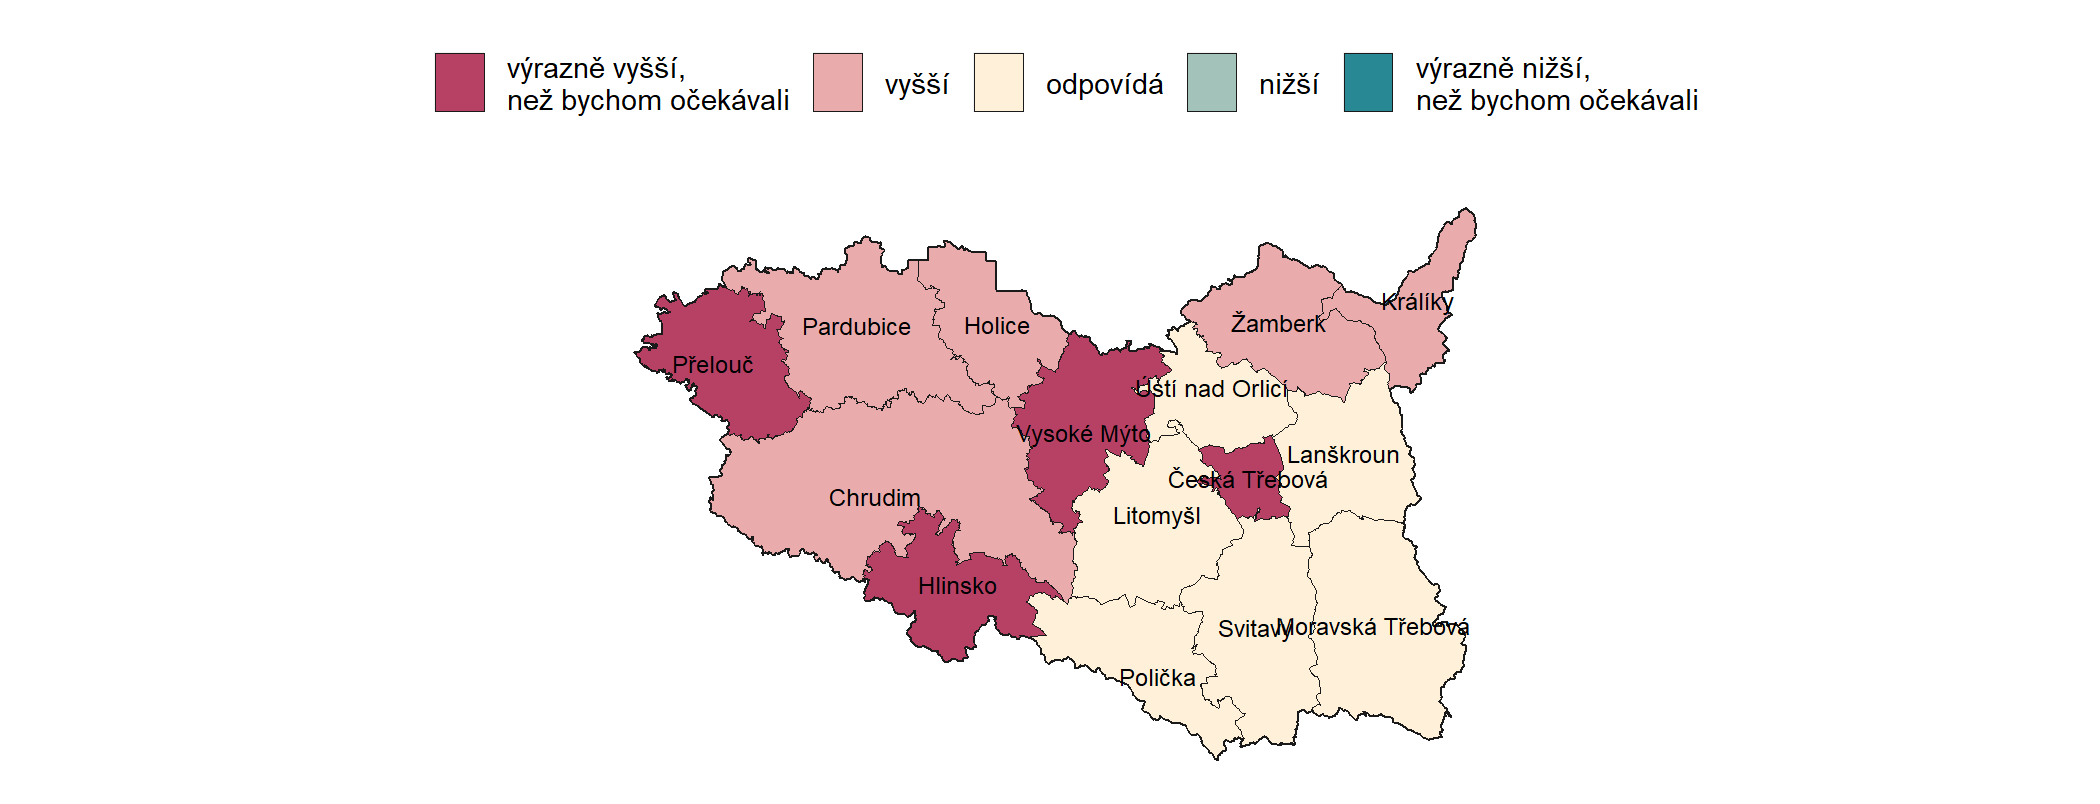 výrazně vyšší,
než bychom očekávali
vyšší
odpovídá
nižší
výrazně nižší,
než bychom očekávali
Králíky
Žamberk
Pardubice
Holice
Přelouč
Ústí nad Orlicí
Vysoké Mýto
Lanškroun
Česká Třebová
Chrudim
Litomyšl
Hlinsko
Svitavy
Moravská Třebová
Polička